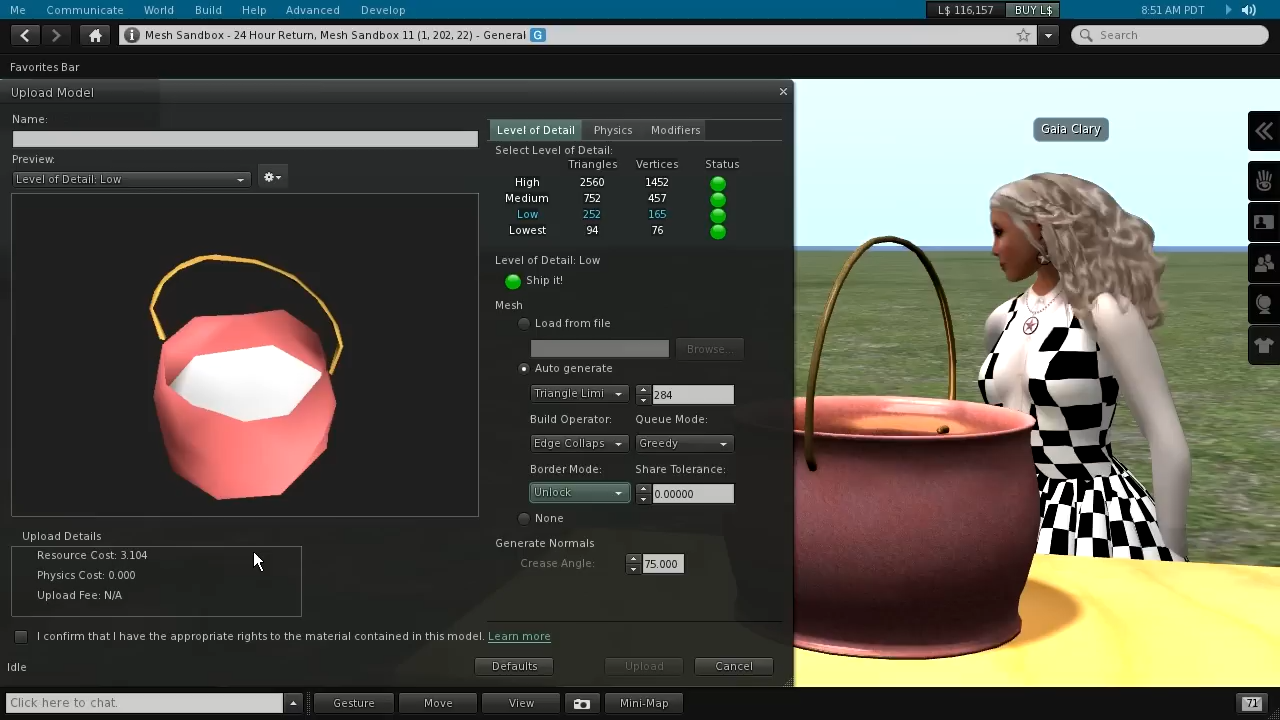 Me Communicate World Build Help Advanced Develop L$ 116,157 BUY L$ 8:51 AM PDT
Mesh Sandbox - 24 Hour Return, Mesh Sandbox 11 (1, 202, 22) - General G Search
Favorites Bar
Upload Model
Name:
Preview:
Level of Detail: Low
Level of Detail Physics Modifiers
Select Level of Detail:
Triangles Vertices Status
High 2560 1452
Medium 752 457
Low 252 165
Lowest 94 76
Level of Detail: Low
Ship it!
Mesh
Load from file
Browse...
Auto generate
Triangle Limi 284
Build Operator: Queue Mode:
Edge Collaps Greedy
Border Mode: Share Tolerance:
Unlock 0.00000
None
Generate Normals
Crease Angle: 75.000
Upload Details
Resource Cost: 3.104
Physics Cost: 0.000
Upload Fee: N/A
I confirm that I have the appropriate rights to the material contained in this model. Learn more
Idle
Defaults Upload Cancel
Gaia Clary
Click here to chat. Gesture Move View Mini-Map 71